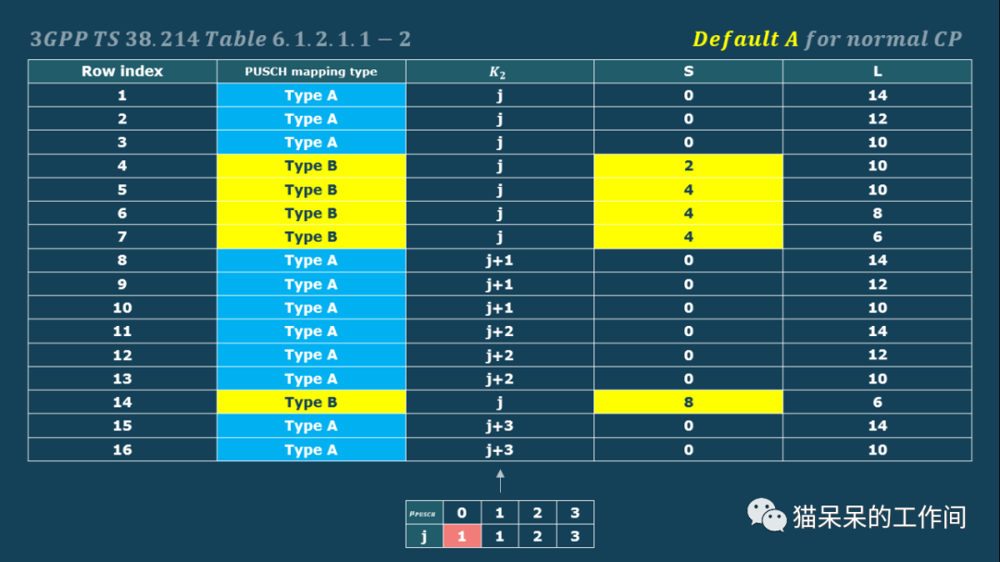 3GPP TS 38.214 Table 6.1.2.1.1 − 2 Default A for normal CP
Row index PUSCH mapping type K₂ S L
1 Type A j 0 14
2 Type A j 0 12
3 Type A j 0 10
4 Type B j 2 10
5 Type B j 4 10
6 Type B j 4 8
7 Type B j 4 6
8 Type A j+1 0 14
9 Type A j+1 0 12
10 Type A j+1 0 10
11 Type A j+2 0 14
12 Type A j+2 0 12
13 Type A j+2 0 10
14 Type B j 8 6
15 Type A j+3 0 14
16 Type A j+3 0 10
μPUSCH 0 1 2 3
j 1 1 2 3
猫呆呆的工作间